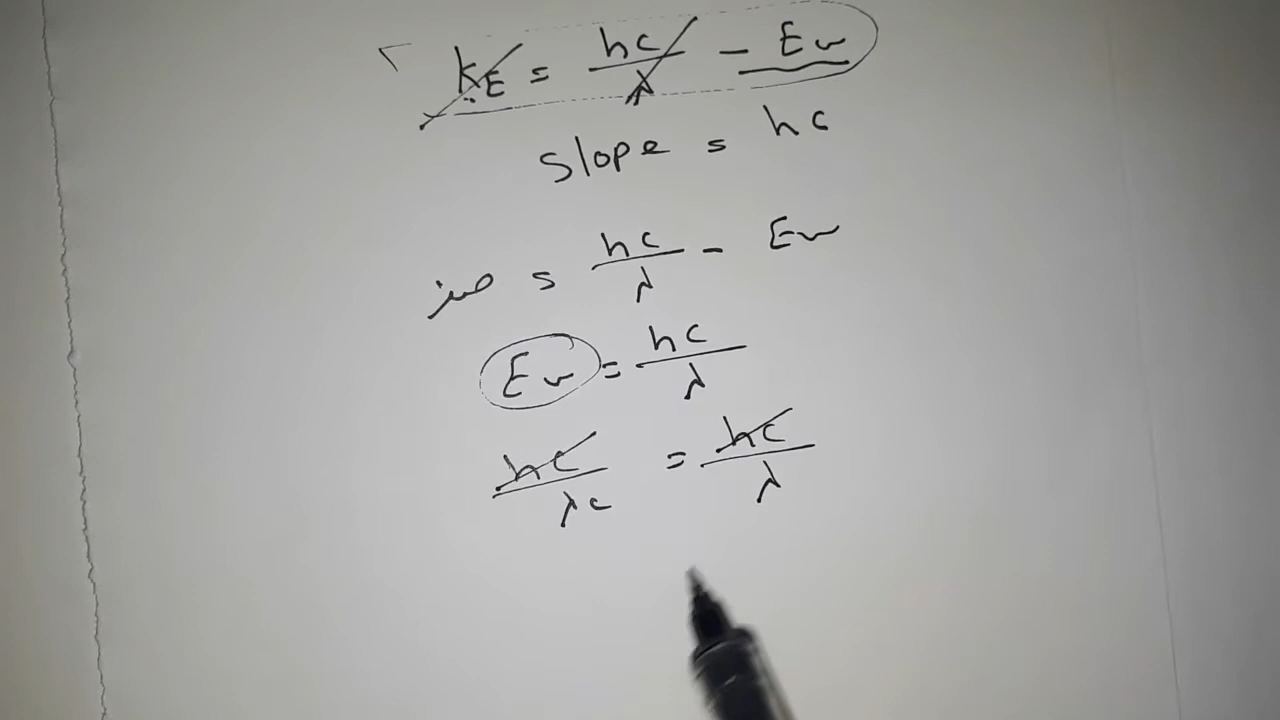 KE = hc/λ - Ew
slope = hc
صفر = hc/λ - Ew
Ew = hc/λ
hc/λc = hc/λ